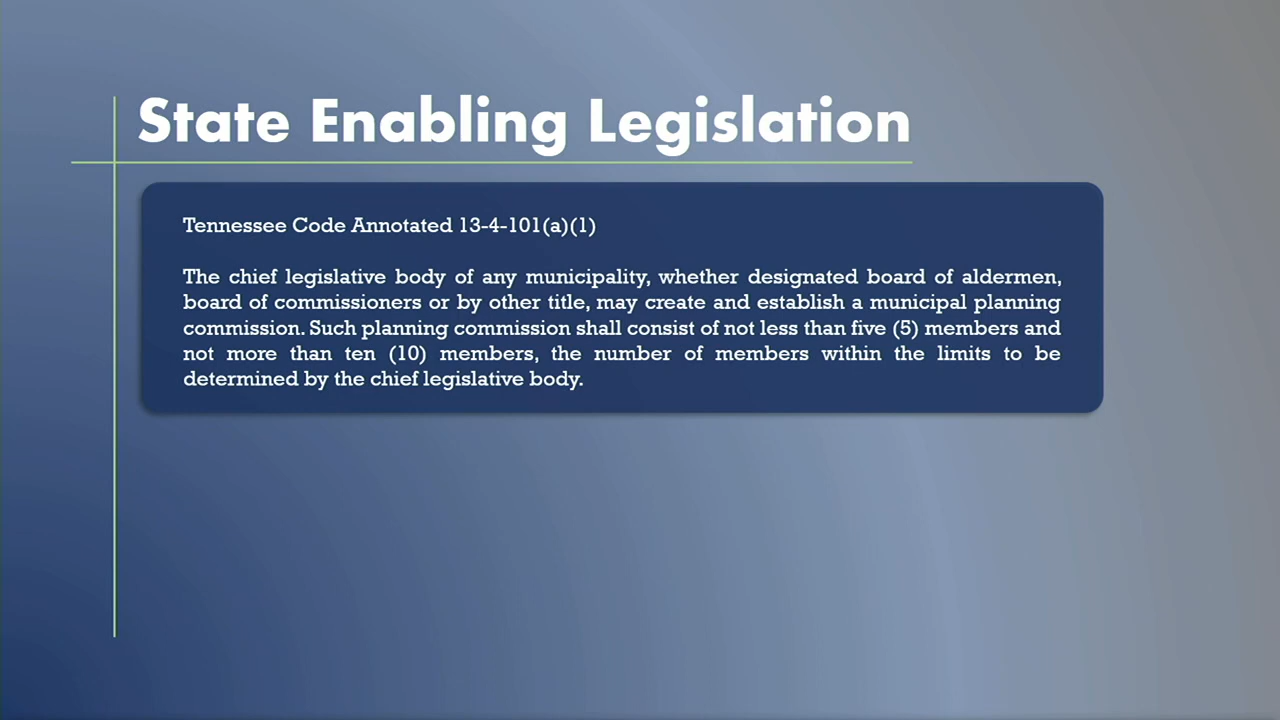 State Enabling Legislation
Tennessee Code Annotated 13-4-101(a)(1)
The chief legislative body of any municipality, whether designated board of aldermen,
board of commissioners or by other title, may create and establish a municipal planning
commission. Such planning commission shall consist of not less than five (5) members and
not more than ten (10) members, the number of members within the limits to be
determined by the chief legislative body.